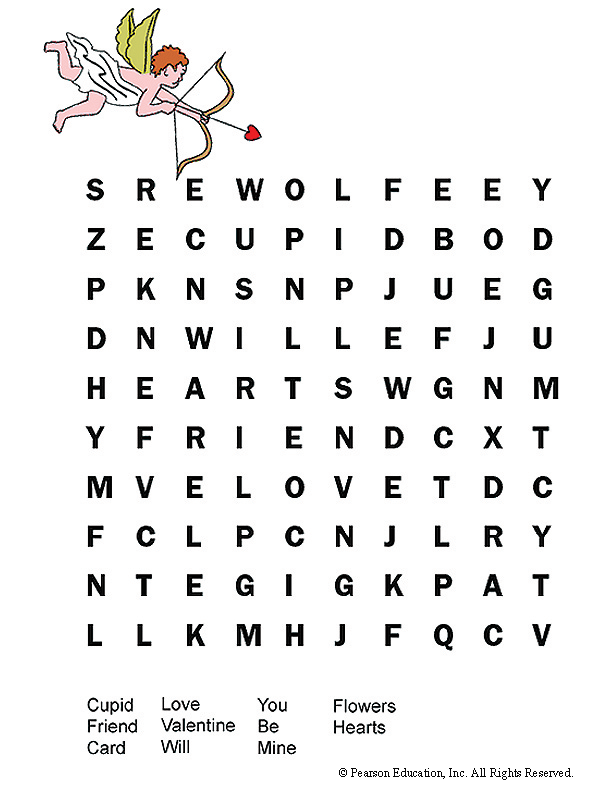 S R E W O L F E E Y
Z E C U P I D B O D
P K N S N P J U E G
D N W I L L E F J U
H E A R T S W G N M
Y F R I E N D C X T
M V E L O V E T D C
F C L P C N J L R Y
N T E G I G K P A T
L L K M H J F Q C V
Cupid Love You Flowers
Friend Valentine Be Hearts
Card Will Mine
© Pearson Education, Inc. All Rights Reserved.